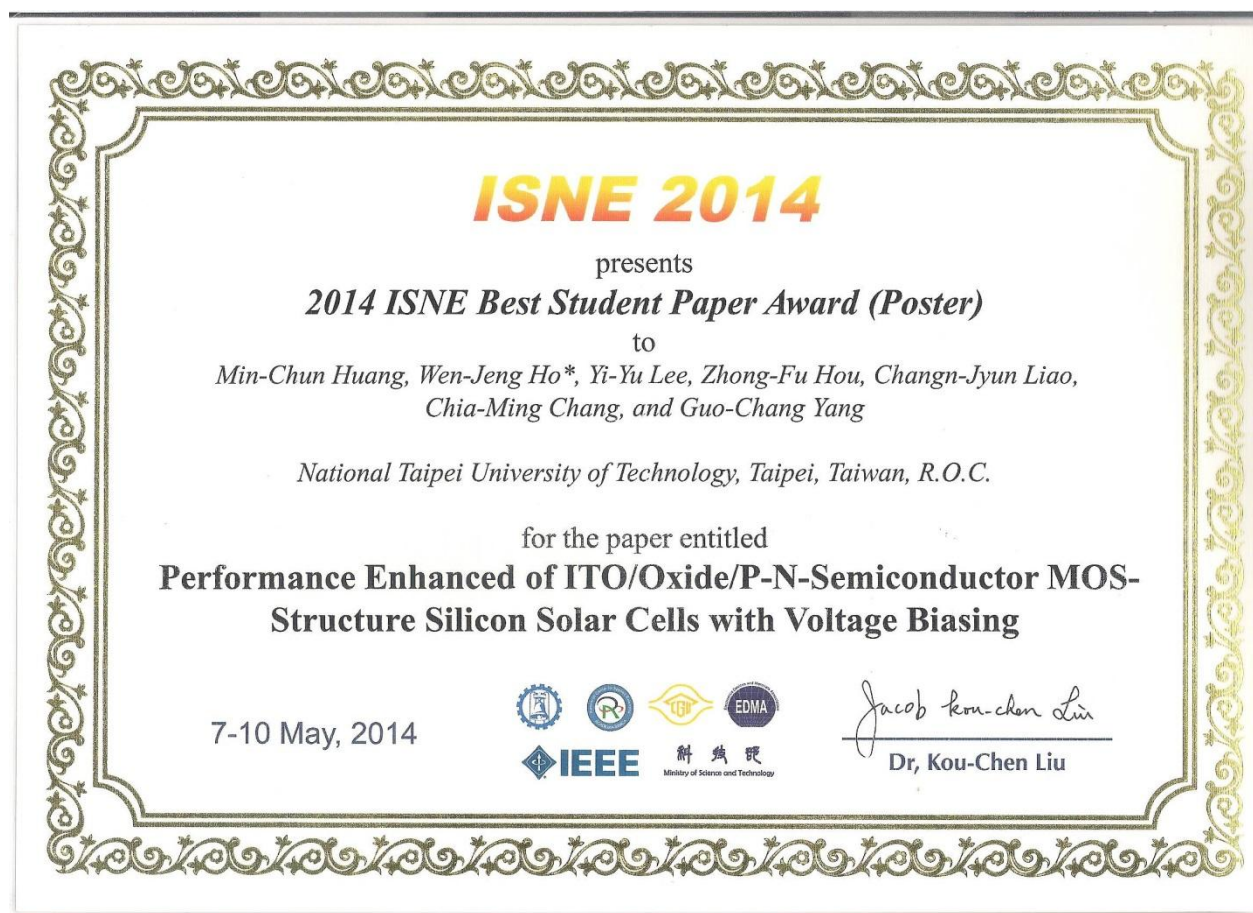 ISNE 2014
presents
2014 ISNE Best Student Paper Award (Poster)
to
Min-Chun Huang, Wen-Jeng Ho*, Yi-Yu Lee, Zhong-Fu Hou, Changn-Jyun Liao,
Chia-Ming Chang, and Guo-Chang Yang
National Taipei University of Technology, Taipei, Taiwan, R.O.C.
for the paper entitled
Performance Enhanced of ITO/Oxide/P-N-Semiconductor MOS-
Structure Silicon Solar Cells with Voltage Biasing
7-10 May, 2014
CGU
EDMA
IEEE
科技部
Ministry of Science and Technology
Jacob Kou-chen Liu
Dr, Kou-Chen Liu